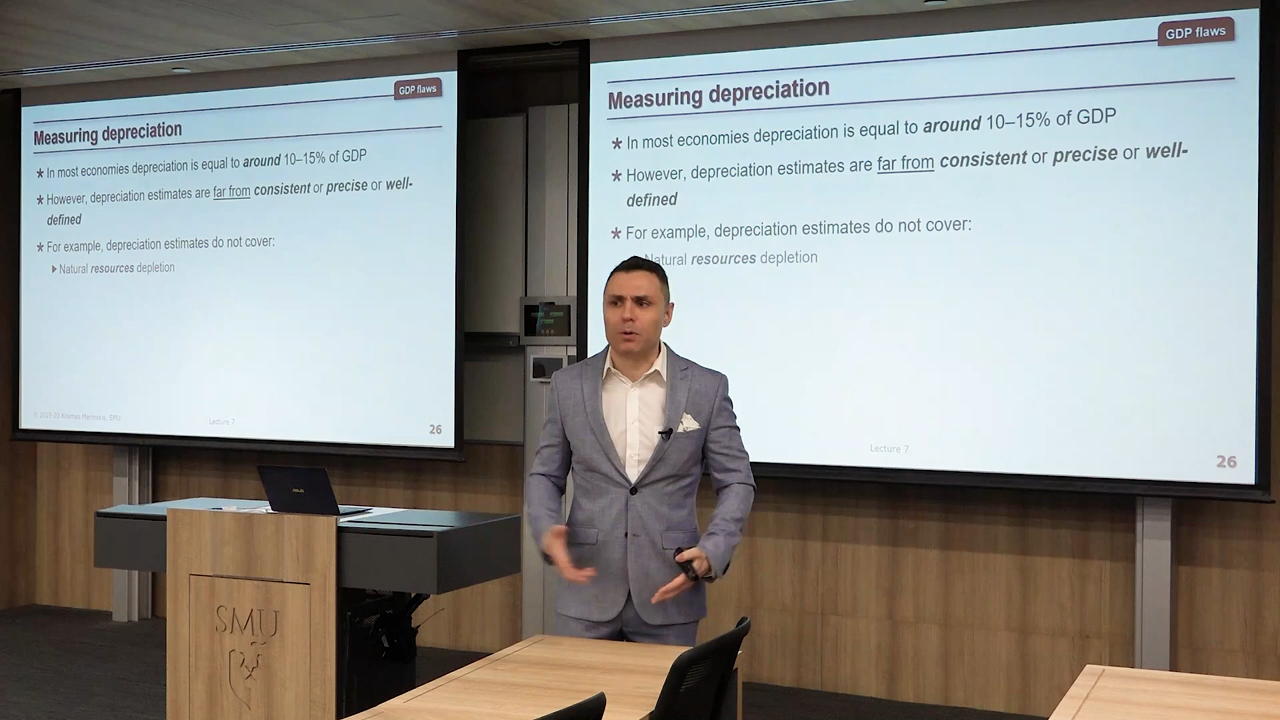 GDP flaws
Measuring depreciation
* In most economies depreciation is equal to around 10–15% of GDP
* However, depreciation estimates are far from consistent or precise or well-
defined
* For example, depreciation estimates do not cover:
Natural resources depletion
Lecture 7
26
GDP flaws
Measuring depreciation
* In most economies depreciation is equal to around 10–15% of GDP
* However, depreciation estimates are far from consistent or precise or well-
defined
* For example, depreciation estimates do not cover:
Natural resources depletion
Lecture 7
26
ASUS
SMU